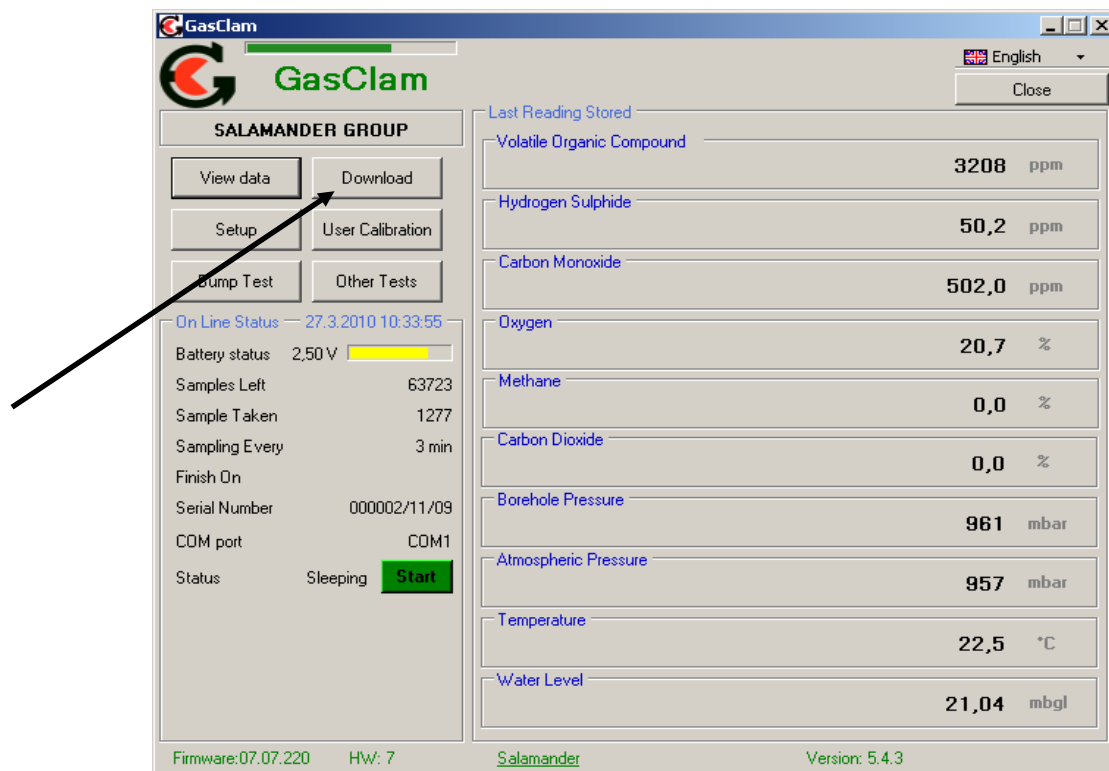 GasClam
English
GasClam
Close
SALAMANDER GROUP
View data
Download
Setup
User Calibration
Bump Test
Other Tests
On Line Status 27.3.2010 10:33:55
Battery status 2,50 V
Samples Left 63723
Sample Taken 1277
Sampling Every 3 min
Finish On
Serial Number 000002/11/09
COM port COM1
Status Sleeping Start
Last Reading Stored
Volatile Organic Compound
3208 ppm
Hydrogen Sulphide
50,2 ppm
Carbon Monoxide
502,0 ppm
Oxygen
20,7 %
Methane
0,0 %
Carbon Dioxide
0,0 %
Borehole Pressure
961 mbar
Atmospheric Pressure
957 mbar
Temperature
22,5 °C
Water Level
21,04 mbgl
Firmware:07.07.220 HW: 7 Salamander Version: 5.4.3